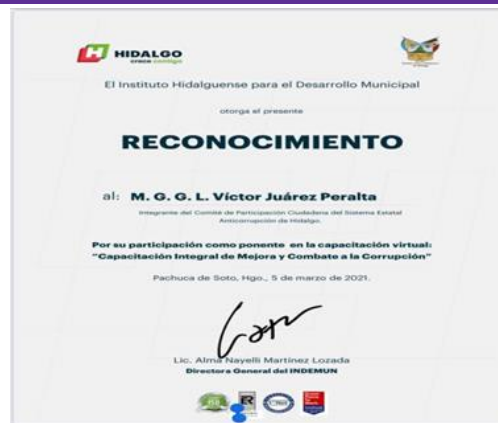 HIDALGO
crece contigo
El Instituto Hidalguense para el Desarrollo Municipal
otorga el presente
RECONOCIMIENTO
al: M. G. G. L. Víctor Juárez Peralta
Integrante del Comité de Participación Ciudadana del Sistema Estatal
Anticorrupción de Hidalgo.
Por su participación como ponente en la capacitación virtual:
“Capacitación Integral de Mejora y Combate a la Corrupción”
Pachuca de Soto, Hgo., 5 de marzo de 2021.
Lic. Alma Nayelli Martínez Lozada
Directora General del INDEMUN